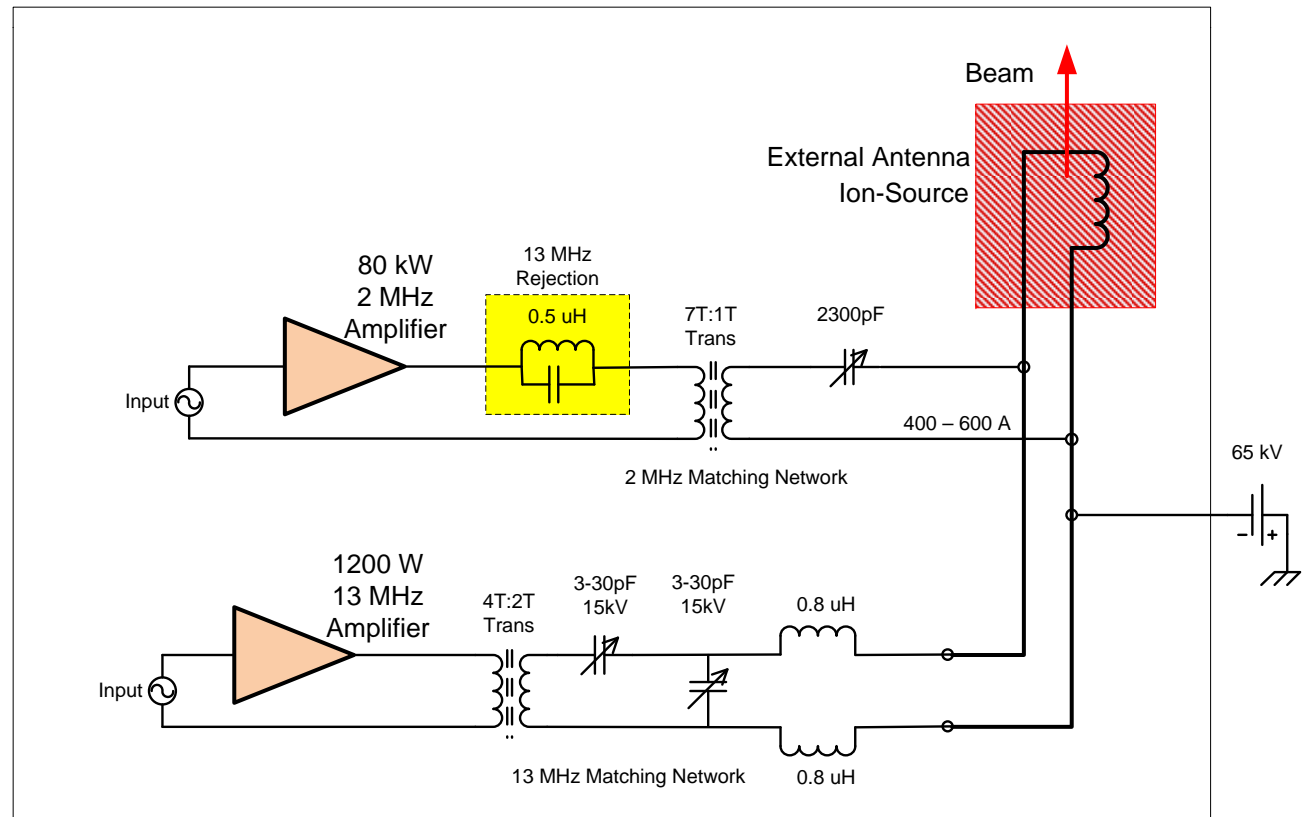 Beam
External Antenna
Ion-Source
80 kW
2 MHz
Amplifier
13 MHz
Rejection
0.5 uH
7T:1T
Trans
2300pF
Input
400 – 600 A
2 MHz Matching Network
65 kV
– +
1200 W
13 MHz
Amplifier
4T:2T
Trans
3-30pF
15kV
3-30pF
15kV
0.8 uH
Input
13 MHz Matching Network
0.8 uH